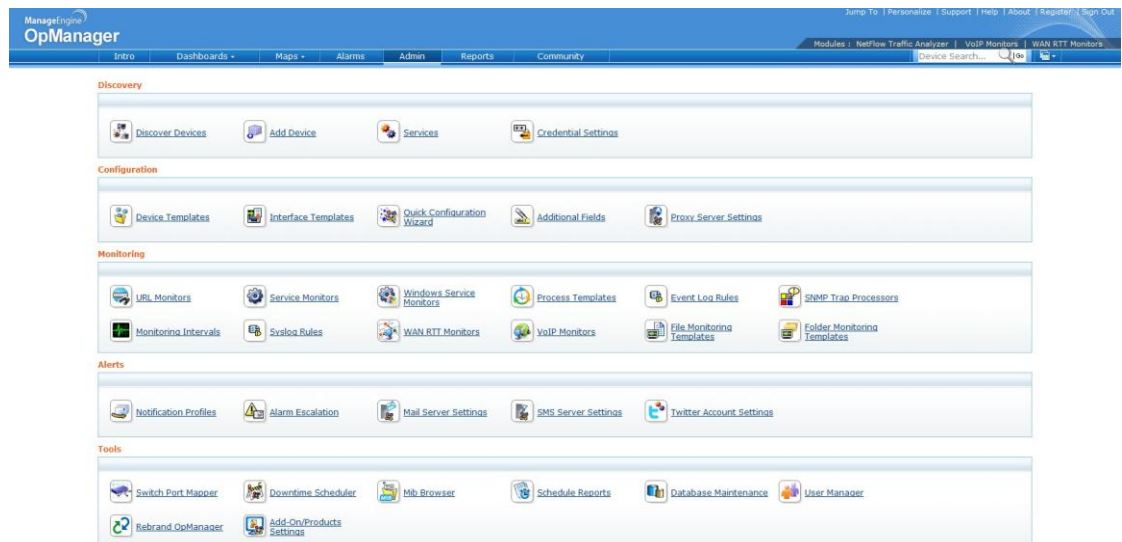 Jump To | Personalize | Support | Help | About | Register | Sign Out
ManageEngine
OpManager
Modules : NetFlow Traffic Analyzer | VoIP Monitors | WAN RTT Monitors
Intro Dashboards Maps Alarms Admin Reports Community Device Search... Go
Discovery
Discover Devices Add Device Services Credential Settings
Configuration
Device Templates Interface Templates Quick Configuration Wizard Additional Fields Proxy Server Settings
Monitoring
URL Monitors Service Monitors Windows Service Monitors Process Templates Event Log Rules SNMP Trap Processors
Monitoring Intervals Syslog Rules WAN RTT Monitors VoIP Monitors File Monitoring Templates Folder Monitoring Templates
Alerts
Notification Profiles Alarm Escalation Mail Server Settings SMS Server Settings Twitter Account Settings
Tools
Switch Port Mapper Downtime Scheduler Mib Browser Schedule Reports Database Maintenance User Manager
Rebrand OpManager Add-On/Products Settings